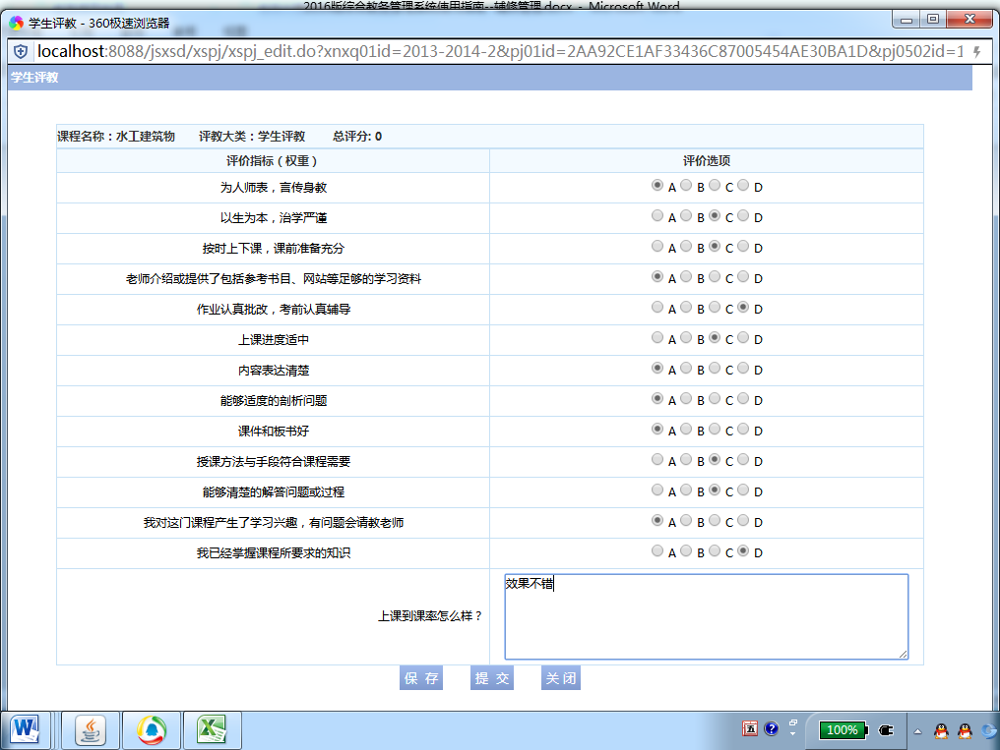 2016版综合教务管理系统使用指南--辅修管理.docx - Microsoft Word
学生评教 - 360极速浏览器
localhost:8088/jsxsd/xspj/xspj_edit.do?xnxq01id=2013-2014-2&pj01id=2AA92CE1AF33436C87005454AE30BA1D&pj0502id=1
学生评教
课程名称：水工建筑物 评教大类：学生评教 总评分: 0
评价指标（权重） 评价选项
为人师表，言传身教 A B C D
以生为本，治学严谨 A B C D
按时上下课，课前准备充分 A B C D
老师介绍或提供了包括参考书目、网站等足够的学习资料 A B C D
作业认真批改，考前认真辅导 A B C D
上课进度适中 A B C D
内容表达清楚 A B C D
能够适度的剖析问题 A B C D
课件和板书好 A B C D
授课方法与手段符合课程需要 A B C D
能够清楚的解答问题或过程 A B C D
我对这门课程产生了学习兴趣，有问题会请教老师 A B C D
我已经掌握课程所要求的知识 A B C D
上课到课率怎么样？ 效果不错
保 存 提 交 关 闭
五 100%